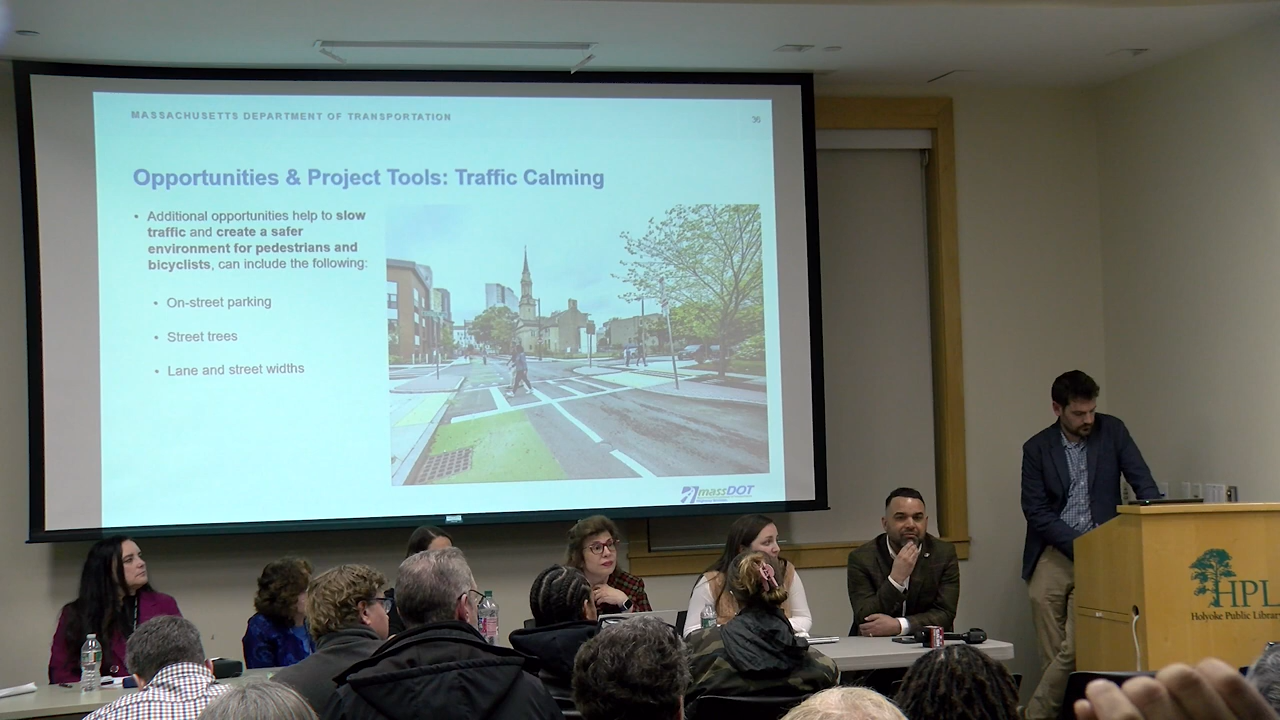 MASSACHUSETTS DEPARTMENT OF TRANSPORTATION
36
Opportunities & Project Tools: Traffic Calming
• Additional opportunities help to slow
traffic and create a safer
environment for pedestrians and
bicyclists, can include the following:
• On-street parking
• Street trees
• Lane and street widths
massDOT
HPL
Holyoke Public Library